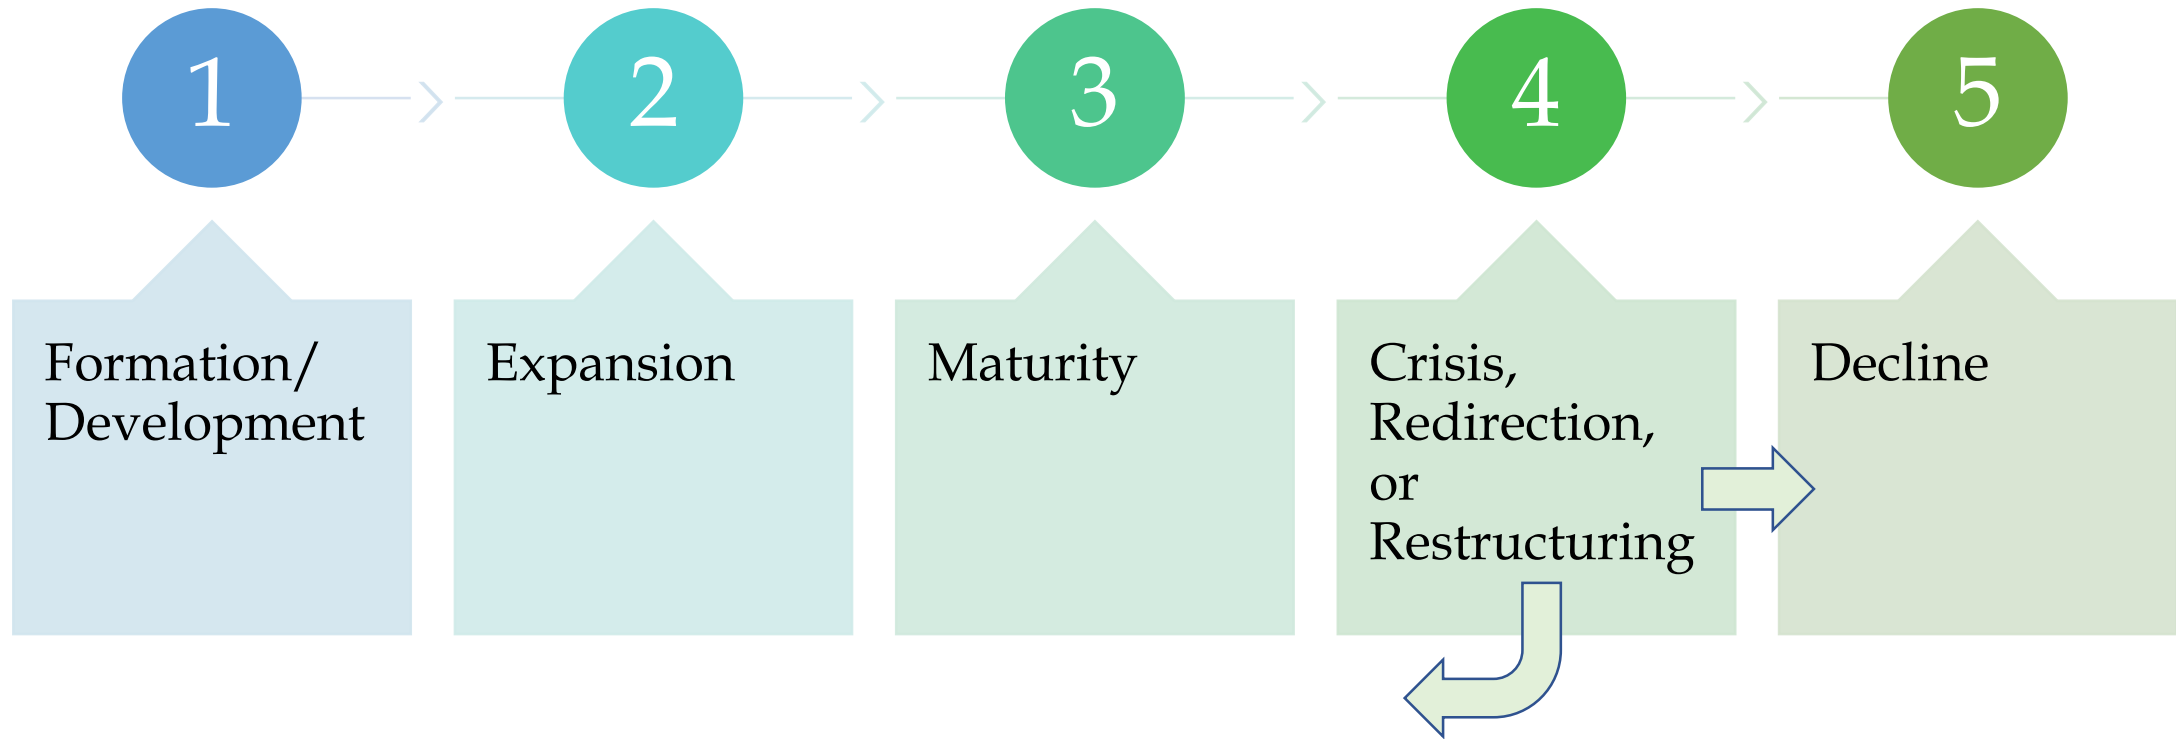 1
2
3
4
5
Formation/
Development
Expansion
Maturity
Crisis,
Redirection,
or
Restructuring
Decline